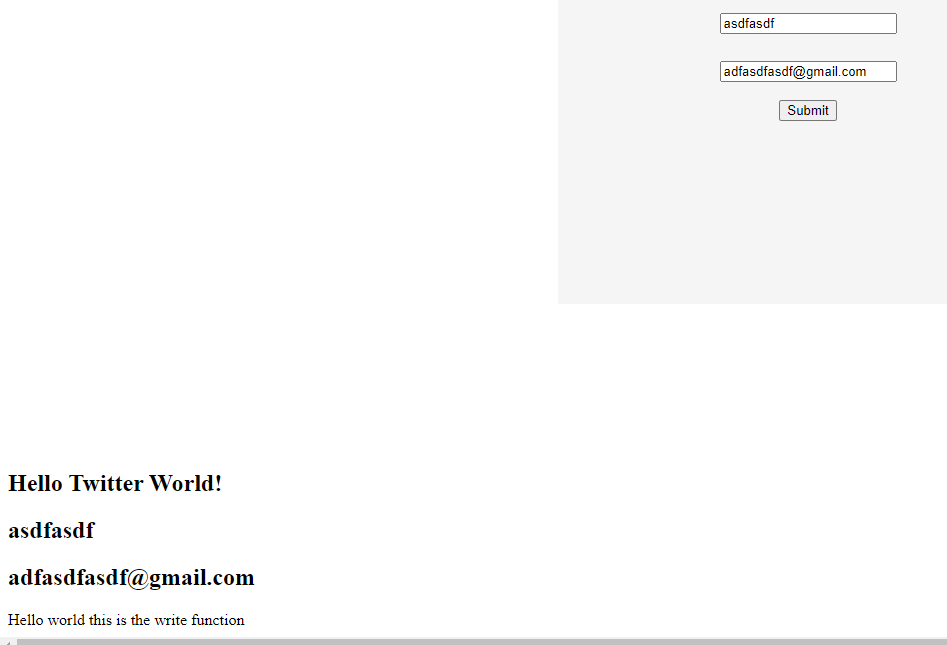 asdfasdf
adfasdfasdf@gmail.com
Submit
Hello Twitter World!
asdfasdf
adfasdfasdf@gmail.com
Hello world this is the write function